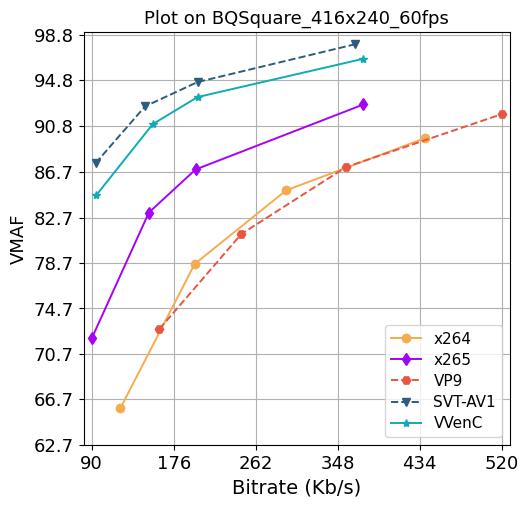 Plot on BQSquare_416x240_60fps
98.8
94.8
90.8
86.7
82.7
78.7
74.7
70.7
66.7
62.7
VMAF
x264
x265
VP9
SVT-AV1
VVenC
90 176 262 348 434 520
Bitrate (Kb/s)